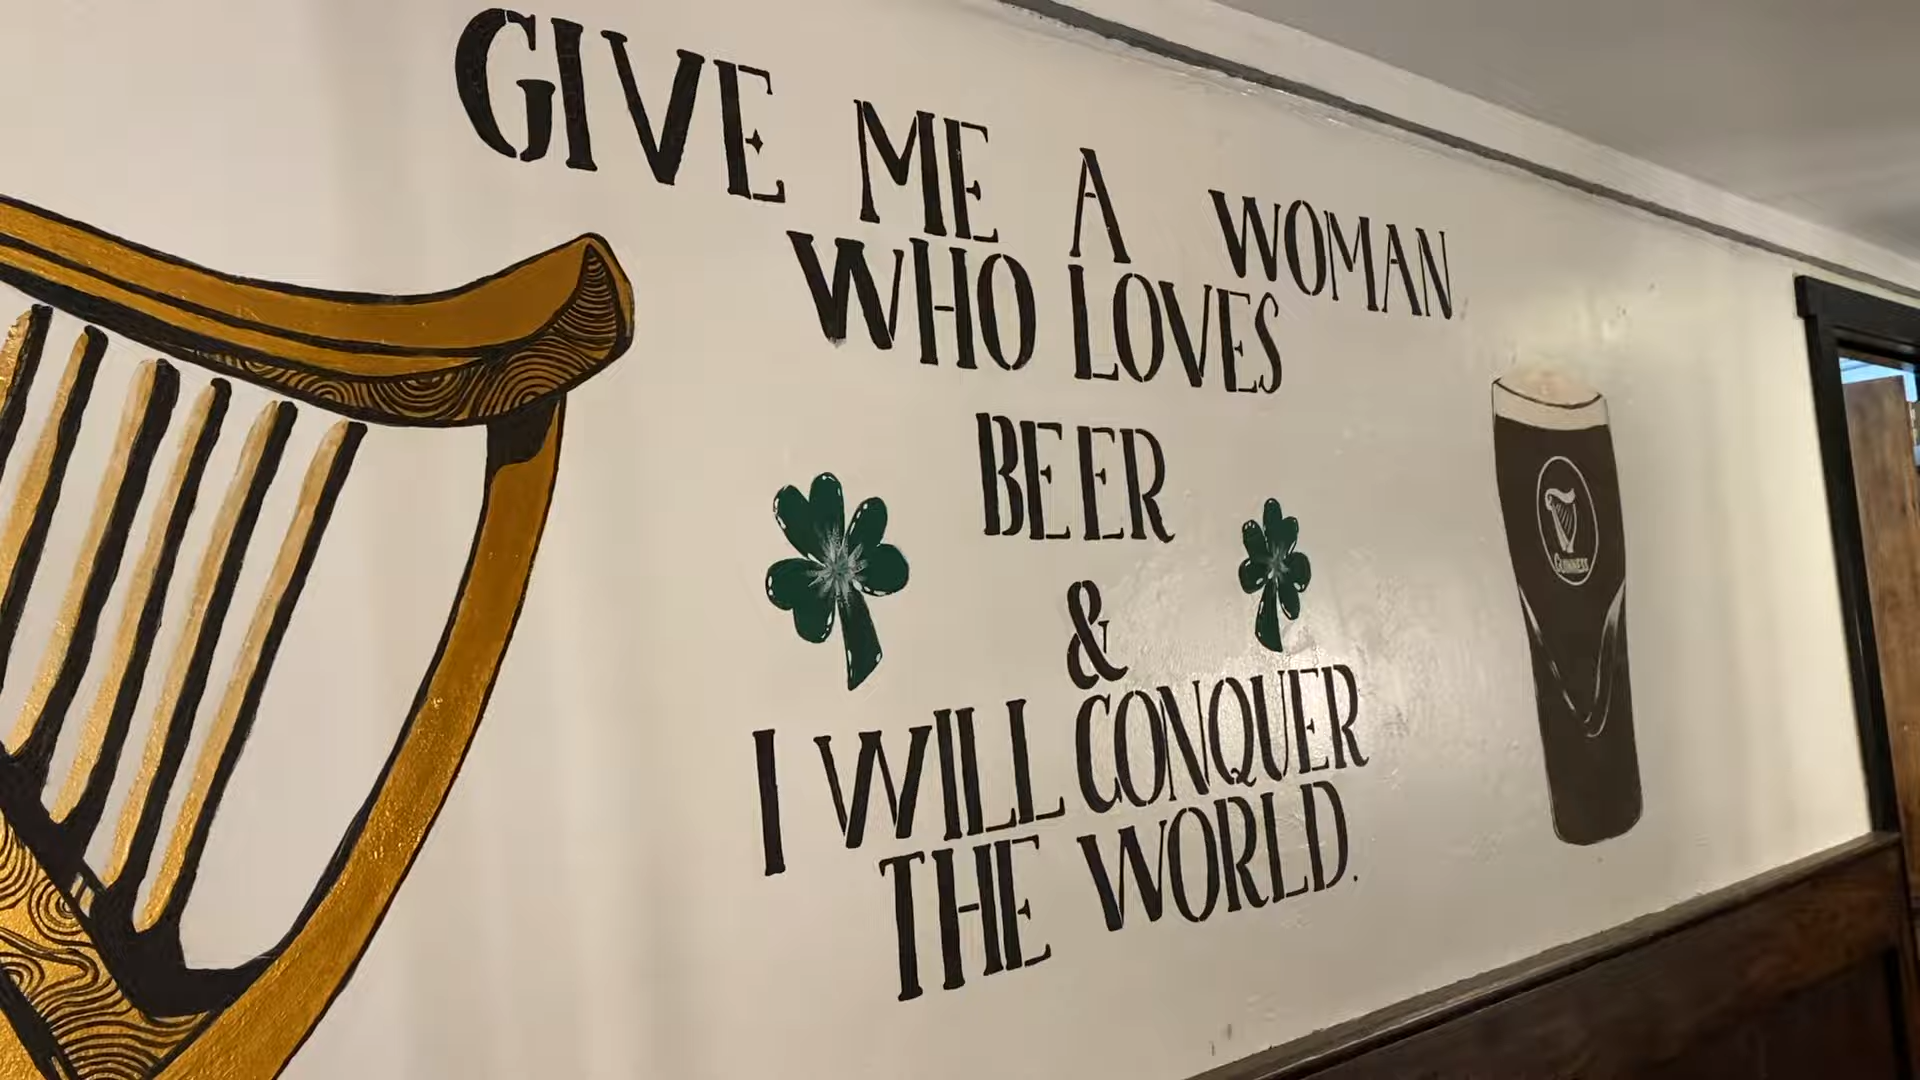 GIVE ME A WOMAN
WHO LOVES
BEER
&
I WILL CONQUER
THE WORLD.
GUINNESS